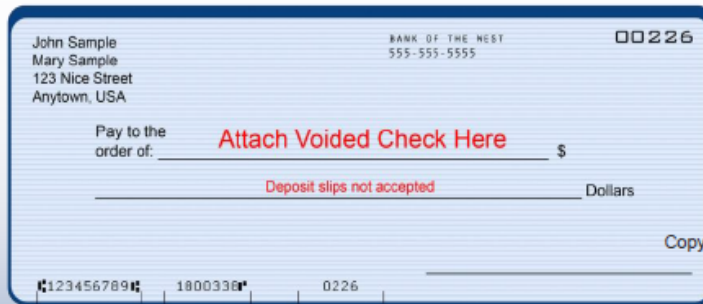 John Sample
Mary Sample
123 Nice Street
Anytown, USA
BANK OF THE WEST
555-555-5555
00226
Pay to the
order of: Attach Voided Check Here $
Deposit slips not accepted Dollars
Copy
⑆123456789⑆ 1800338⑈ 0226